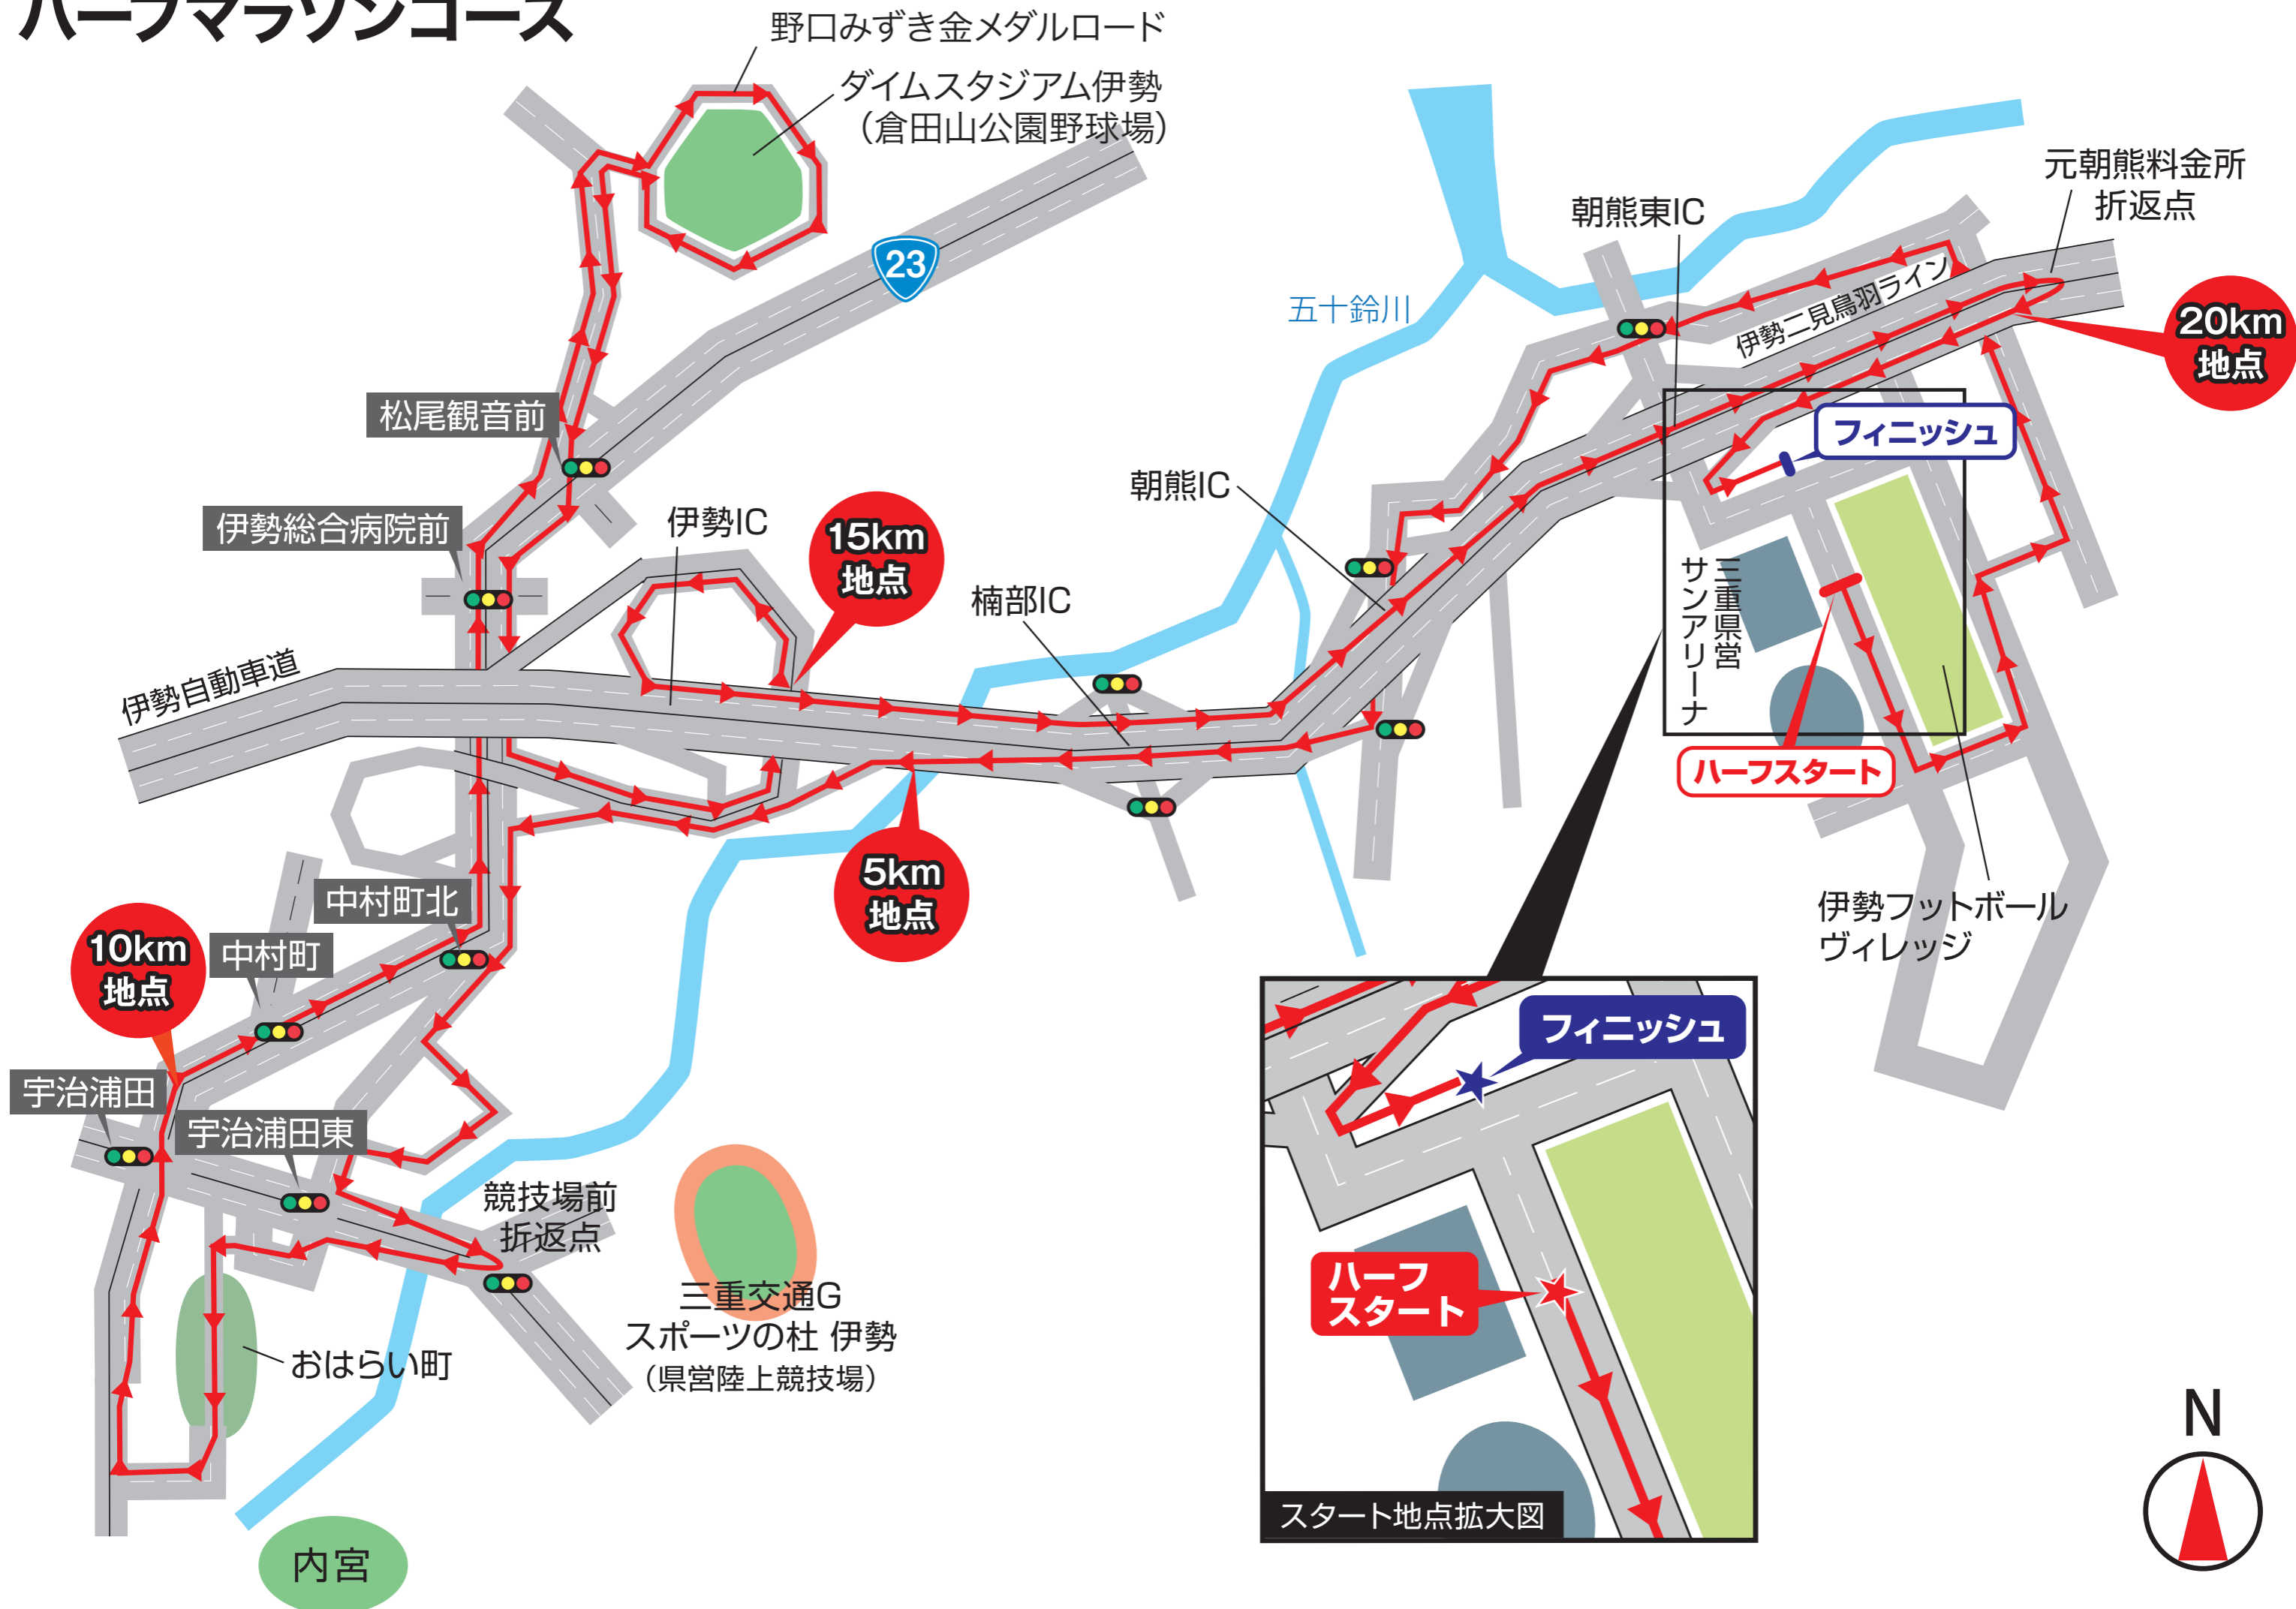 ハーフマラソンコース
野口みずき金メダルロード
ダイムスタジアム伊勢
（倉田山公園野球場）
23
元朝熊料金所
折返点
朝熊東IC
五十鈴川
伊勢二見鳥羽ライン
20km
地点
フィニッシュ
松尾観音前
伊勢総合病院前
伊勢IC
15km
地点
朝熊IC
楠部IC
三重県営
サンアリーナ
伊勢自動車道
ハーフスタート
5km
地点
中村町北
中村町
10km
地点
伊勢フットボール
ヴィレッジ
宇治浦田
宇治浦田東
競技場前
折返点
三重交通G
スポーツの杜 伊勢
（県営陸上競技場）
おはらい町
内宮
フィニッシュ
ハーフ
スタート
スタート地点拡大図
N